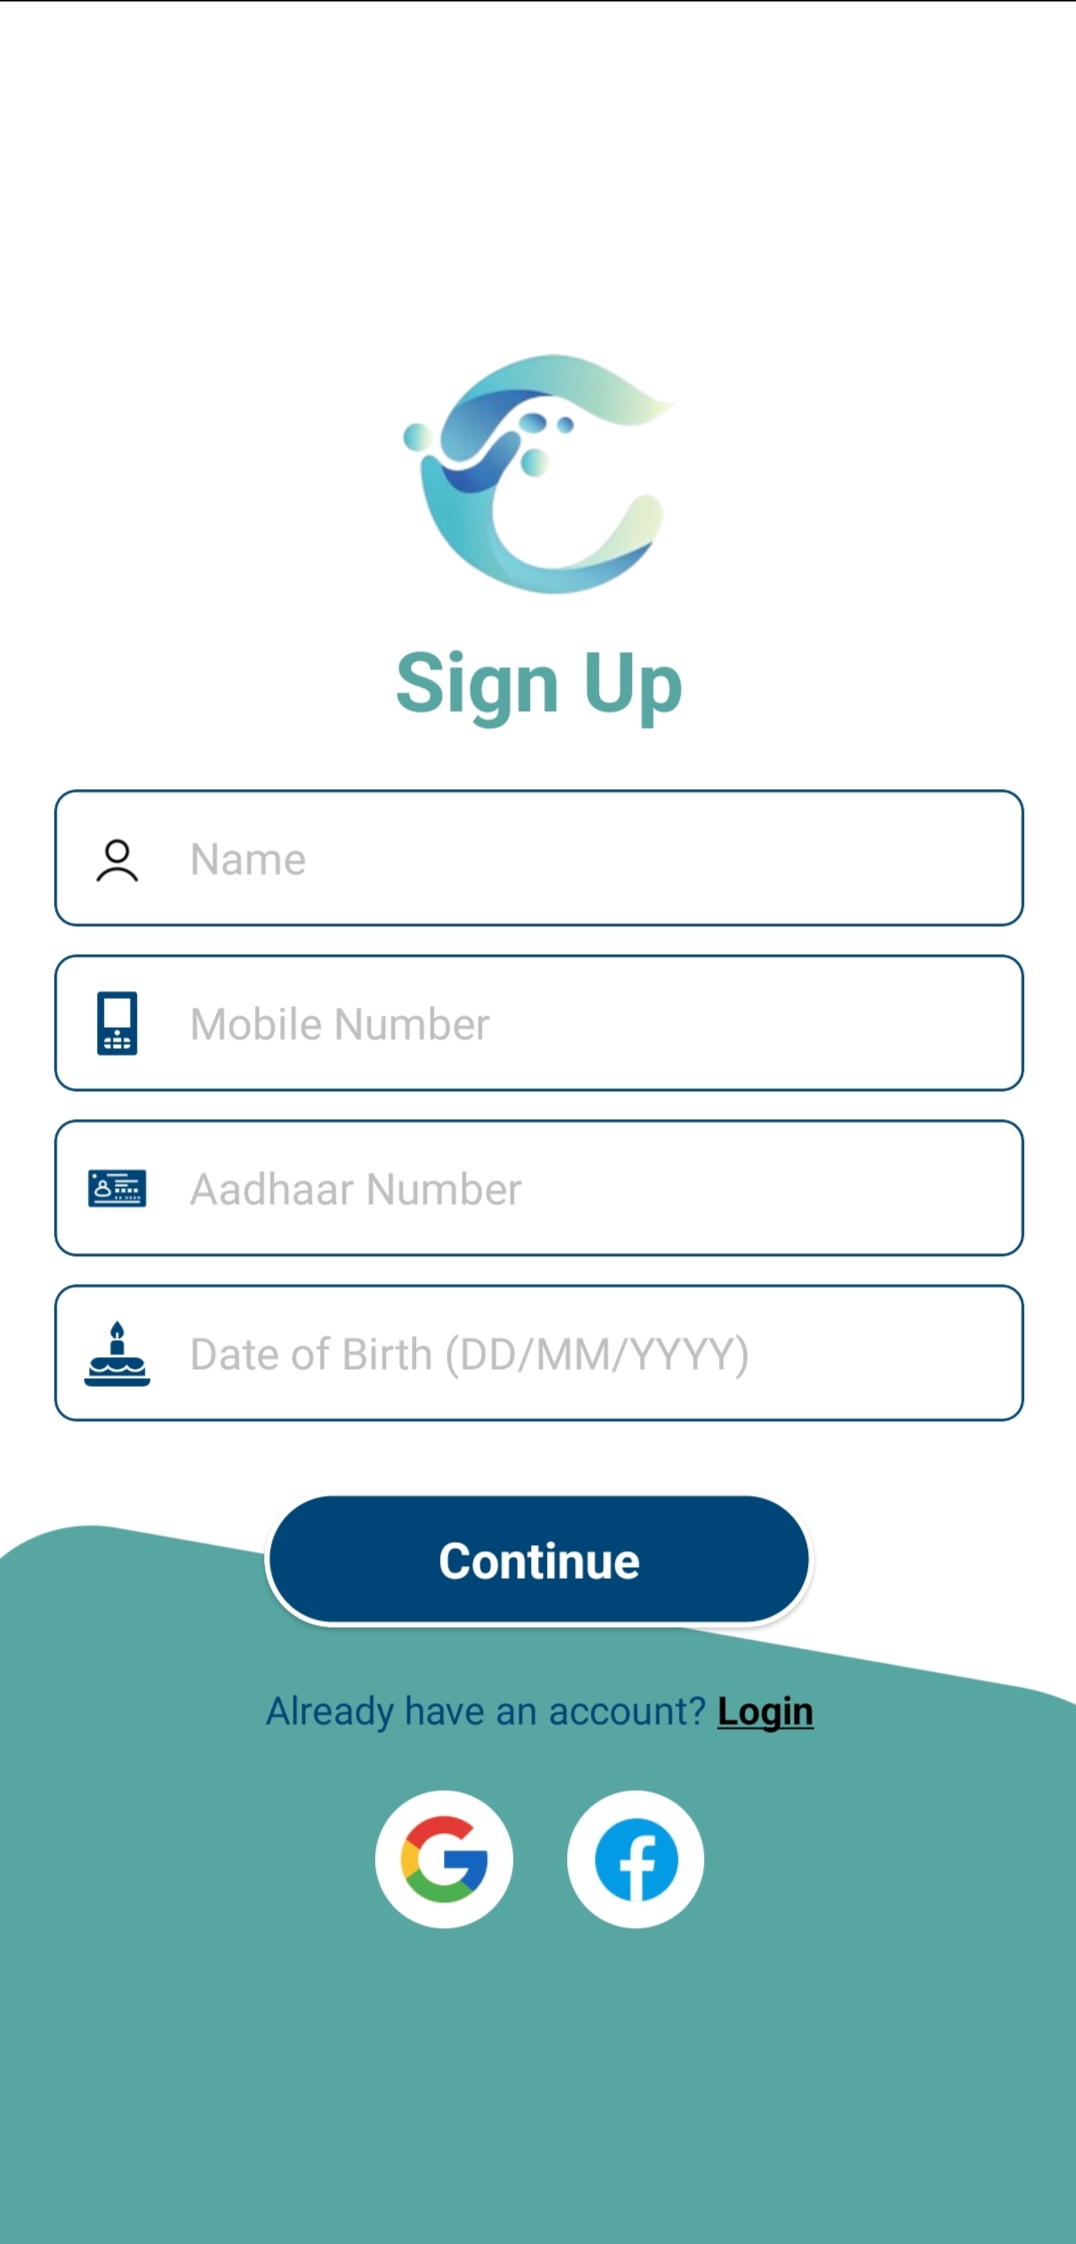 Sign Up
Name
Mobile Number
Aadhaar Number
Date of Birth (DD/MM/YYYY)
Continue
Already have an account? Login